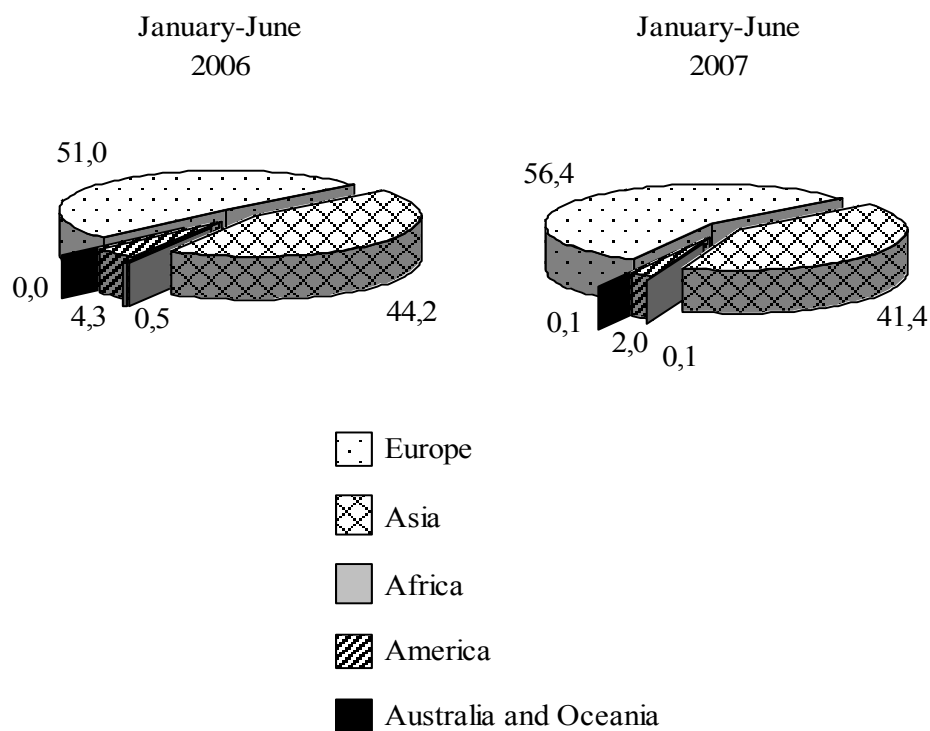 January-June
2006
51,0
0,0
4,3
0,5
44,2
January-June
2007
56,4
0,1
2,0
0,1
41,4
Europe
Asia
Africa
America
Australia and Oceania